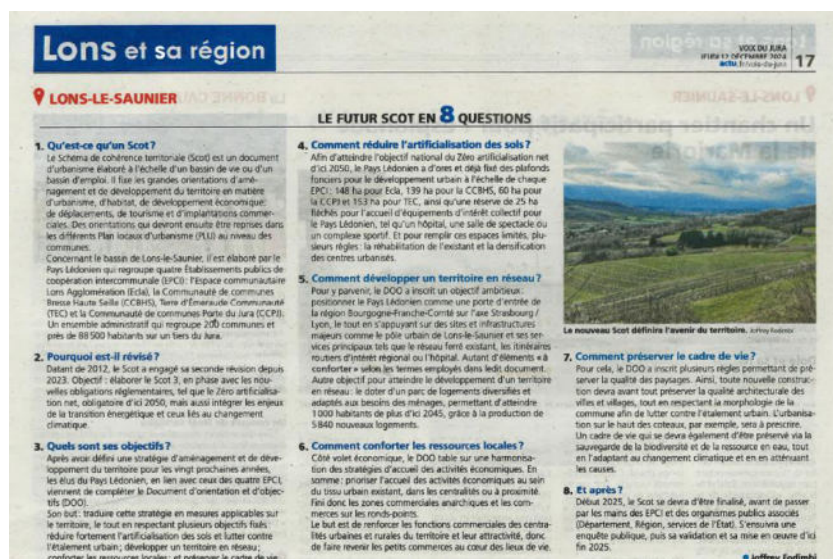 Lons et sa région
VOIX DU JURA
JEUDI 12 DÉCEMBRE 2024
actu.fr/voix-du-jura
17
LONS-LE-SAUNIER
LE FUTUR SCOT EN 8 QUESTIONS
1. Qu'est-ce qu'un Scot ?
Le Schéma de cohérence territoriale (Scot) est un document
d'urbanisme élaboré à l'échelle d'un bassin de vie ou d'un
bassin d'emploi. Il fixe les grandes orientations d'amé-
nagement et de développement du territoire en matière
d'urbanisme, d'habitat, de développement économique,
de déplacements, de tourisme et d'implantations commer-
ciales. Des orientations qui devront ensuite être reprises dans
les différents Plan locaux d'urbanisme (PLU) au niveau des
communes.
Concernant le bassin de Lons-le-Saunier, il est élaboré par le
Pays Lédonien qui regroupe quatre Établissements publics de
coopération intercommunale (EPCI) : l'Espace communautaire
Lons Agglomération (Ecla), la Communauté de communes
Bresse Haute Seille (CCBHS), Terre d'Émeraude Communauté
(TEC) et la Communauté de communes Porte du Jura (CCPJ).
Un ensemble administratif qui regroupe 200 communes et
près de 88 500 habitants sur un tiers du Jura.
2. Pourquoi est-il révisé ?
Datant de 2012, le Scot a engagé sa seconde révision depuis
2023. Objectif : élaborer le Scot 3, en phase avec les nou-
velles obligations réglementaires, tel que le Zéro artificialisa-
tion net, obligatoire d'ici 2050, mais aussi intégrer les enjeux
de la transition énergétique et ceux liés au changement
climatique.
3. Quels sont ses objectifs ?
Après avoir défini une stratégie d'aménagement et de déve-
loppement du territoire pour les vingt prochaines années,
les élus du Pays Lédonien, en lien avec ceux des quatre EPCI,
viennent de compléter le Document d'orientation et d'objec-
tifs (DOO).
Son but : traduire cette stratégie en mesures applicables sur
le territoire, le tout en respectant plusieurs objectifs fixés :
réduire fortement l'artificialisation des sols et lutter contre
l'étalement urbain ; développer un territoire en réseau ;
conforter les ressources locales ; et préserver le cadre de vie.
4. Comment réduire l'artificialisation des sols ?
Afin d'atteindre l'objectif national du Zéro artificialisation net
d'ici 2050, le Pays Lédonien a d'ores et déjà fixé des plafonds
fonciers pour le développement urbain à l'échelle de chaque
EPCI : 148 ha pour Ecla, 139 ha pour la CCBHS, 60 ha pour
la CCPJ et 153 ha pour TEC, ainsi qu'une réserve de 25 ha
fléchés pour l'accueil d'équipements d'intérêt collectif pour
le Pays Lédonien, tel qu'un hôpital, une salle de spectacle ou
un complexe sportif. Et pour remplir ces espaces limités, plu-
sieurs règles : la réhabilitation de l'existant et la densification
des centres urbanisés.
5. Comment développer un territoire en réseau ?
Pour y parvenir, le DOO a inscrit un objectif ambitieux :
positionner le Pays Lédonien comme une porte d'entrée de
la région Bourgogne-Franche-Comté sur l'axe Strasbourg /
Lyon, le tout en s'appuyant sur des sites et infrastructures
majeurs comme le pôle urbain de Lons-le-Saunier et ses ser-
vices principaux tels que le réseau ferré existant, les itinéraires
routiers d'intérêt régional ou l'hôpital. Autant d'éléments « à
conforter » selon les termes employés dans ledit document.
Autre objectif pour atteindre le développement d'un territoire
en réseau : le doter d'un parc de logements diversifiés et
adaptés aux besoins des ménages, permettant d'atteindre
1 000 habitants de plus d'ici 2045, grâce à la production de
5 840 nouveaux logements.
6. Comment conforter les ressources locales ?
Côté volet économique, le DOO table sur une harmonisa-
tion des stratégies d'accueil des activités économiques. En
somme : prioriser l'accueil des activités économiques au sein
du tissu urbain existant, dans les centralités ou à proximité.
Fini donc les zones commerciales anarchiques et les com-
merces sur les ronds-points.
Le but est de renforcer les fonctions commerciales des centra-
lités urbaines et rurales du territoire et leur attractivité, donc
de faire revenir les petits commerces au cœur des lieux de vie.
Le nouveau Scot définira l'avenir du territoire. Joffrey Fodimbi
7. Comment préserver le cadre de vie ?
Pour cela, le DOO a inscrit plusieurs règles permettant de pré-
server la qualité des paysages. Ainsi, toute nouvelle construc-
tion devra avant tout préserver la qualité architecturale des
villes et villages, tout en respectant la morphologie de la
commune afin de lutter contre l'étalement urbain. L'urbanisa-
tion sur le haut des coteaux, par exemple, sera à proscrire.
Un cadre de vie qui se devra également d'être préservé via la
sauvegarde de la biodiversité et de la ressource en eau, tout
en l'adaptant au changement climatique et en en atténuant
les causes.
8. Et après ?
Début 2025, le Scot se devra d'être finalisé, avant de passer
par les mains des EPCI et des organismes publics associés
(Département, Région, services de l'État). S'ensuivra une
enquête publique, puis sa validation et sa mise en œuvre d'ici
fin 2025.
Joffrey Fodimbi